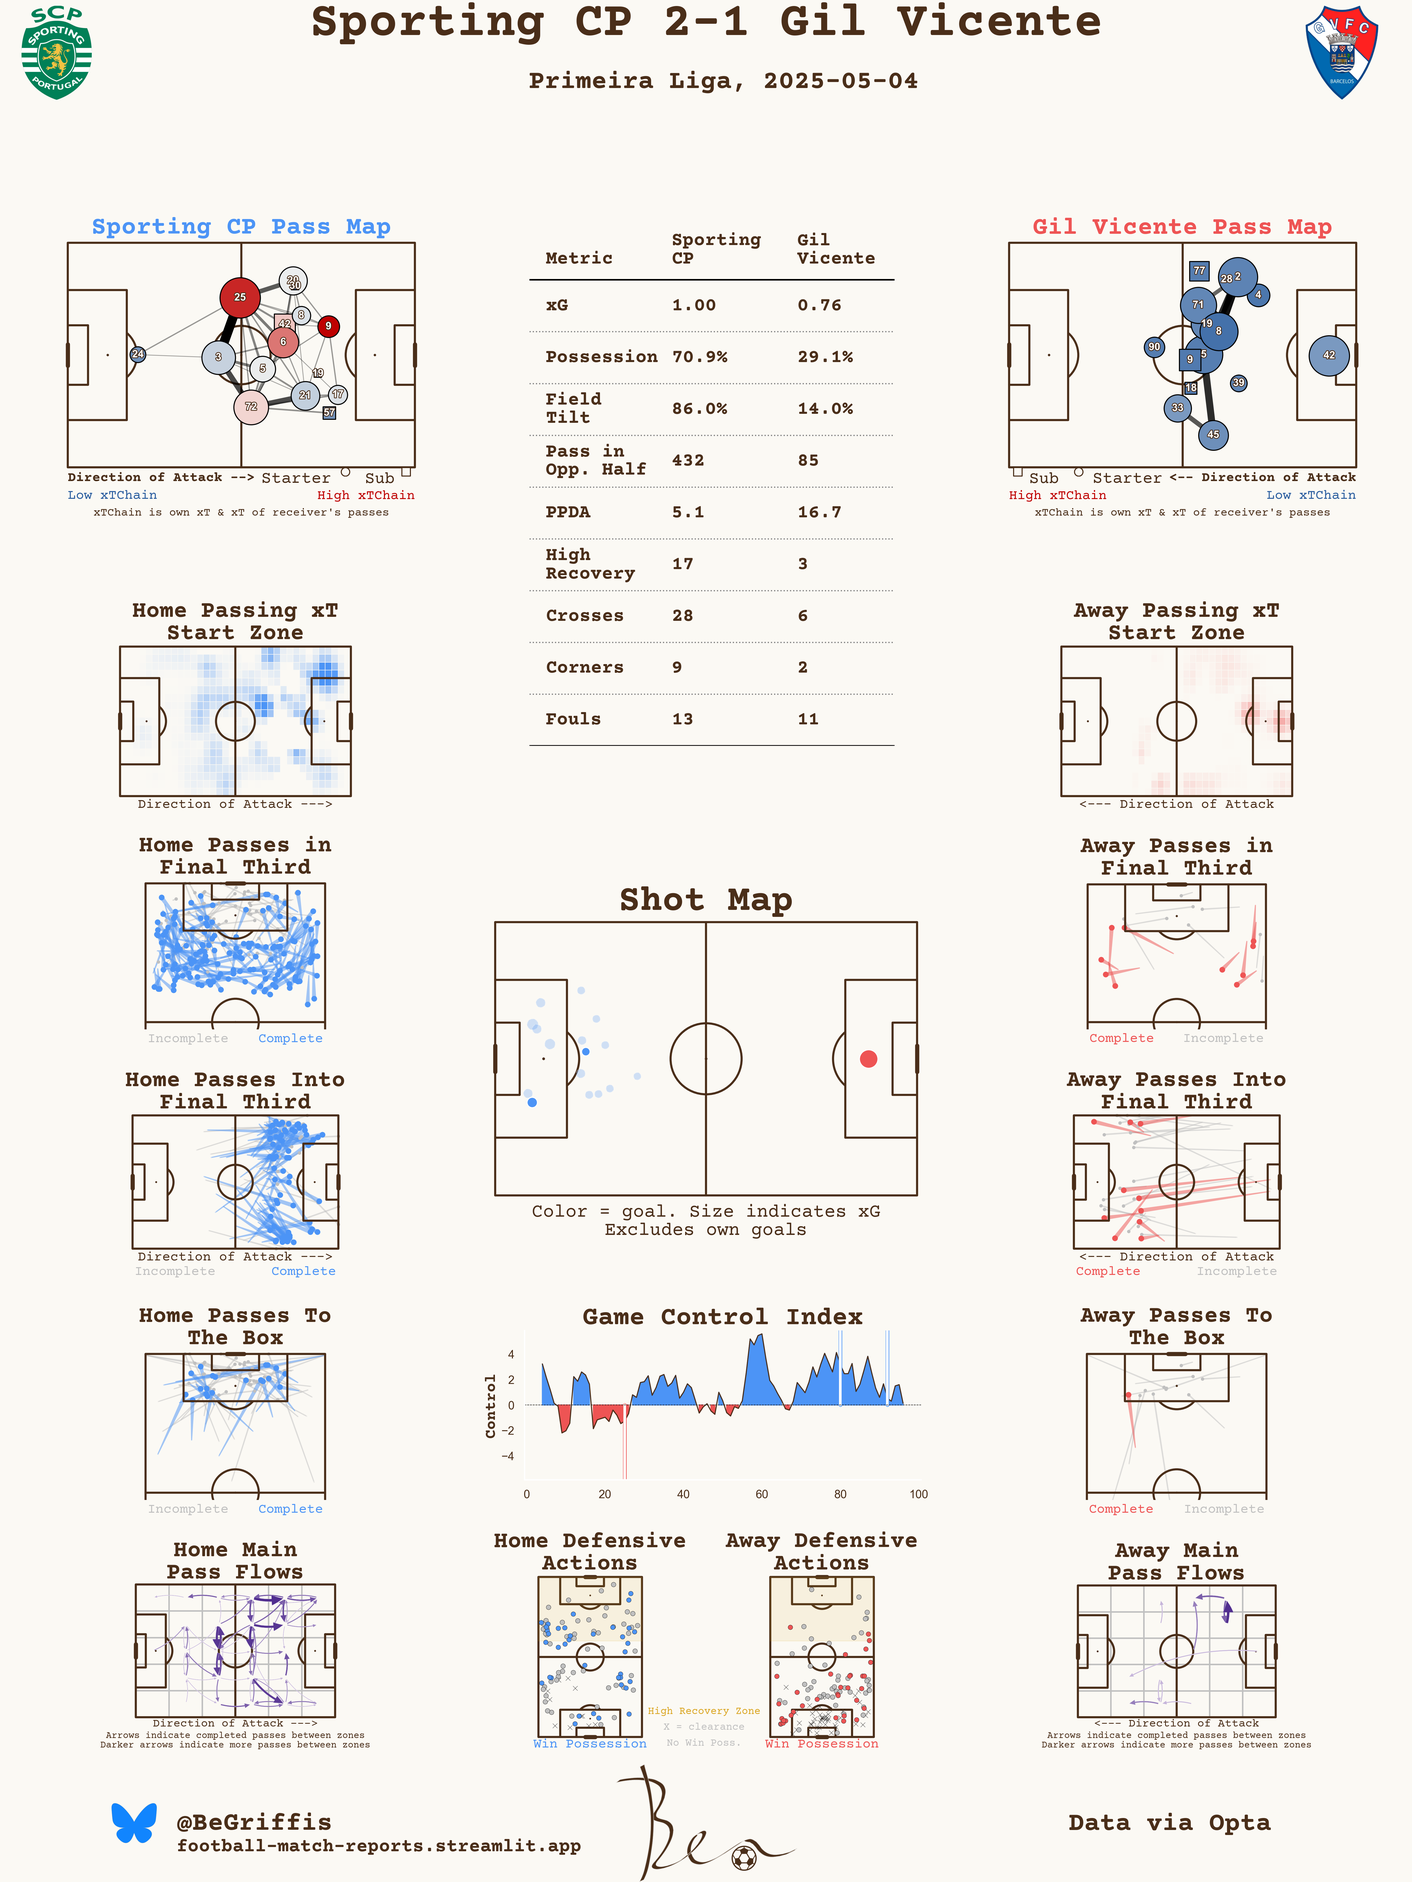 Sporting CP 2-1 Gil Vicente
Primeira Liga, 2025-05-04
SCP
SPORTING
PORTUGAL
G V F C
BARCELOS
Sporting CP Pass Map
25
20
30
8
42
9
6
24
3
5
19
21
17
72
57
Direction of Attack --> Starter Sub
Low xTChain High xTChain
xTChain is own xT & xT of receiver's passes
Metric Sporting CP Gil Vicente
xG 1.00 0.76
Possession 70.9% 29.1%
Field Tilt 86.0% 14.0%
Pass in Opp. Half 432 85
PPDA 5.1 16.7
High Recovery 17 3
Crosses 28 6
Corners 9 2
Fouls 13 11
Gil Vicente Pass Map
77
28
2
4
71
19
8
90
9
5
42
18
39
33
45
Sub Starter <-- Direction of Attack
High xTChain Low xTChain
xTChain is own xT & xT of receiver's passes
Home Passing xT
Start Zone
Direction of Attack --->
Home Passes in
Final Third
Incomplete Complete
Home Passes Into
Final Third
Direction of Attack --->
Incomplete Complete
Home Passes To
The Box
Incomplete Complete
Home Main
Pass Flows
Direction of Attack --->
Arrows indicate completed passes between zones
Darker arrows indicate more passes between zones
Shot Map
Color = goal. Size indicates xG
Excludes own goals
Game Control Index
Control
4
2
0
−2
−4
0 20 40 60 80 100
Home Defensive
Actions
Win Possession
Away Defensive
Actions
Win Possession
High Recovery Zone
X = clearance
No Win Poss.
Away Passing xT
Start Zone
<--- Direction of Attack
Away Passes in
Final Third
Complete Incomplete
Away Passes Into
Final Third
<--- Direction of Attack
Complete Incomplete
Away Passes To
The Box
Complete Incomplete
Away Main
Pass Flows
<--- Direction of Attack
Arrows indicate completed passes between zones
Darker arrows indicate more passes between zones
@BeGriffis
football-match-reports.streamlit.app
Ben
Data via Opta